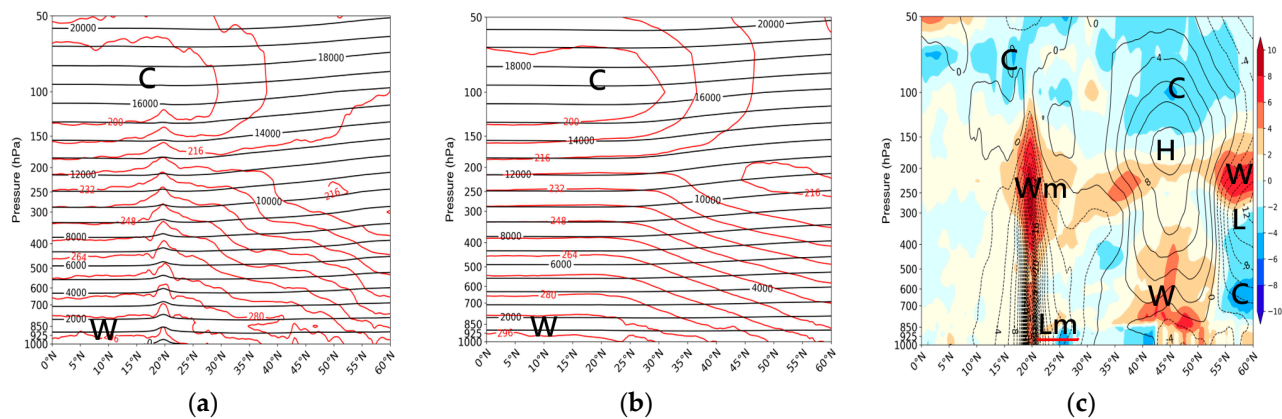 50
100
150
200
250
300
400
500
600
700
850
925
1000
Pressure (hPa)
0°N
5°N
10°N
15°N
20°N
25°N
30°N
35°N
40°N
45°N
50°N
55°N
60°N
20000
18000
C
16000
200
14000
216
12000
232
10000
216
248
8000
264
6000
4000
280
2000
W
296
(a)
50
100
150
200
250
300
400
500
600
700
850
925
1000
Pressure (hPa)
0°N
5°N
10°N
15°N
20°N
25°N
30°N
35°N
40°N
45°N
50°N
55°N
60°N
20000
18000
C
16000
200
14000
216
12000
232
10000
216
248
8000
264
6000
280
4000
2000
W
296
(b)
50
100
150
200
250
300
400
500
600
700
850
925
1000
Pressure (hPa)
0°N
5°N
10°N
15°N
20°N
25°N
30°N
35°N
40°N
45°N
50°N
55°N
60°N
C
C
H
W
Wm
L
W
C
Lm
10
8
6
4
2
0
−2
−4
−6
−8
−10
(c)